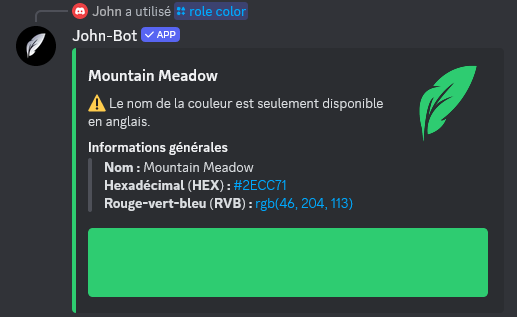 John a utilisé role color
John-Bot ✓ APP
Mountain Meadow
⚠️ Le nom de la couleur est seulement disponible
en anglais.
Informations générales
Nom : Mountain Meadow
Hexadécimal (HEX) : #2ECC71
Rouge-vert-bleu (RVB) : rgb(46, 204, 113)